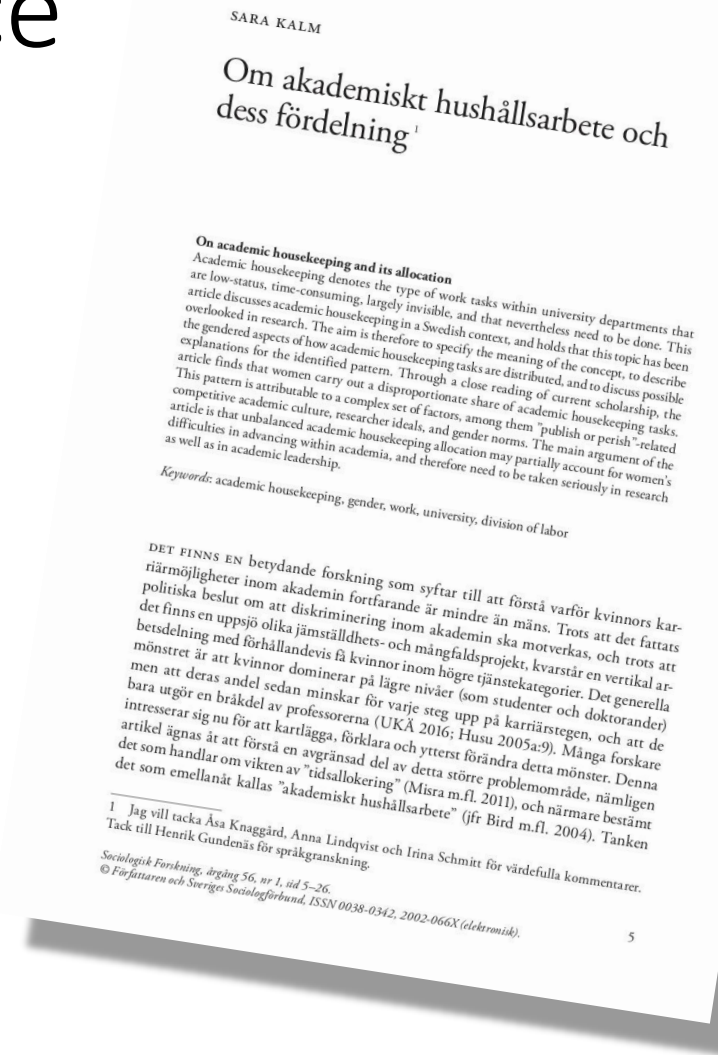 ce
SARA KALM
Om akademiskt hushållsarbete och
dess fördelning 1
On academic housekeeping and its allocation
Academic housekeeping denotes the type of work tasks within university departments that
are low-status, time-consuming, largely invisible, and that nevertheless need to be done. This
article discusses academic housekeeping in a Swedish context, and holds that this topic has been
overlooked in research. The aim is therefore to specify the meaning of the concept, to describe
the gendered aspects of how academic housekeeping tasks are distributed, and to discuss possible
explanations for the identified pattern. Through a close reading of current scholarship, the
article finds that women carry out a disproportionate share of academic housekeeping tasks.
This pattern is attributable to a complex set of factors, among them "publish or perish"-related
competitive academic culture, researcher ideals, and gender norms. The main argument of the
article is that unbalanced academic housekeeping allocation may partially account for women's
difficulties in advancing within academia, and therefore need to be taken seriously in research
as well as in academic leadership.
Keywords: academic housekeeping, gender, work, university, division of labor
DET FINNS EN betydande forskning som syftar till att förstå varför kvinnors kar-
riärmöjligheter inom akademin fortfarande är mindre än mäns. Trots att det fattats
politiska beslut om att diskriminering inom akademin ska motverkas, och trots att
det finns en uppsjö olika jämställdhets- och mångfaldsprojekt, kvarstår en vertikal ar-
betsdelning med förhållandevis få kvinnor inom högre tjänstekategorier. Det generella
mönstret är att kvinnor dominerar på lägre nivåer (som studenter och doktorander)
men att deras andel sedan minskar för varje steg upp på karriärstegen, och att de
bara utgör en bråkdel av professorerna (UKÄ 2016; Husu 2005a:9). Många forskare
intresserar sig nu för att kartlägga, förklara och ytterst förändra detta mönster. Denna
artikel ägnas åt att förstå en avgränsad del av detta större problemområde, nämligen
det som handlar om vikten av "tidsallokering" (Misra m.fl. 2011), och närmare bestämt
det som emellanåt kallas "akademiskt hushållsarbete" (jfr Bird m.fl. 2004). Tanken
1 Jag vill tacka Åsa Knaggård, Anna Lindqvist och Irina Schmitt för värdefulla kommentarer.
Tack till Henrik Gundenäs för språkgranskning.
Sociologisk Forskning, årgång 56, nr 1, sid 5–26.
© Författaren och Sveriges Sociologförbund, ISSN 0038-0342, 2002-066X (elektronisk).
5